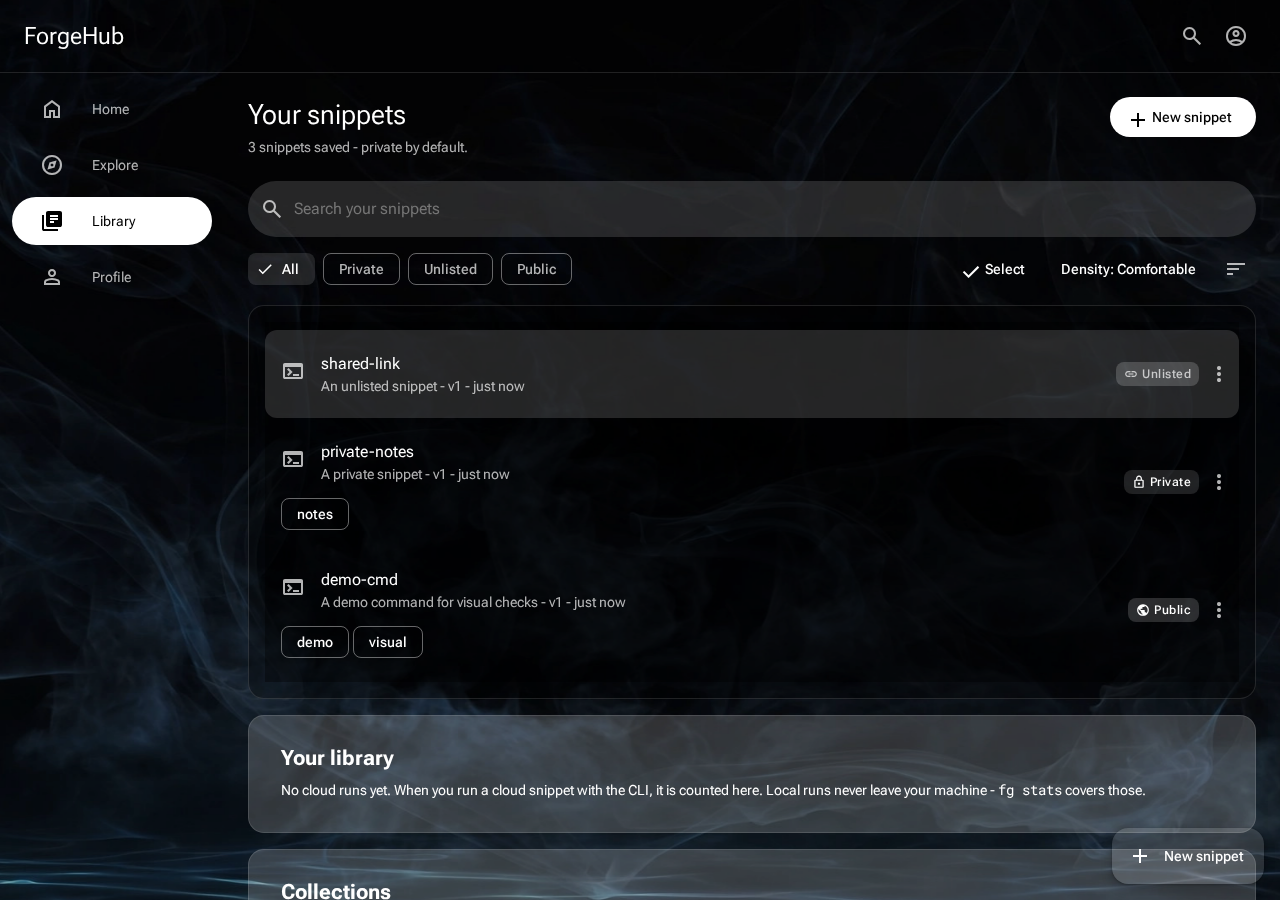 ForgeHub
Home
Explore
Library
Profile
Your snippets
3 snippets saved - private by default.
New snippet
Search your snippets
All
Private
Unlisted
Public
Select
Density: Comfortable
shared-link
An unlisted snippet - v1 - just now
Unlisted
private-notes
A private snippet - v1 - just now
Private
notes
demo-cmd
A demo command for visual checks - v1 - just now
Public
demo
visual
Your library
No cloud runs yet. When you run a cloud snippet with the CLI, it is counted here. Local runs never leave your machine - fg stats covers those.
New snippet
Collections